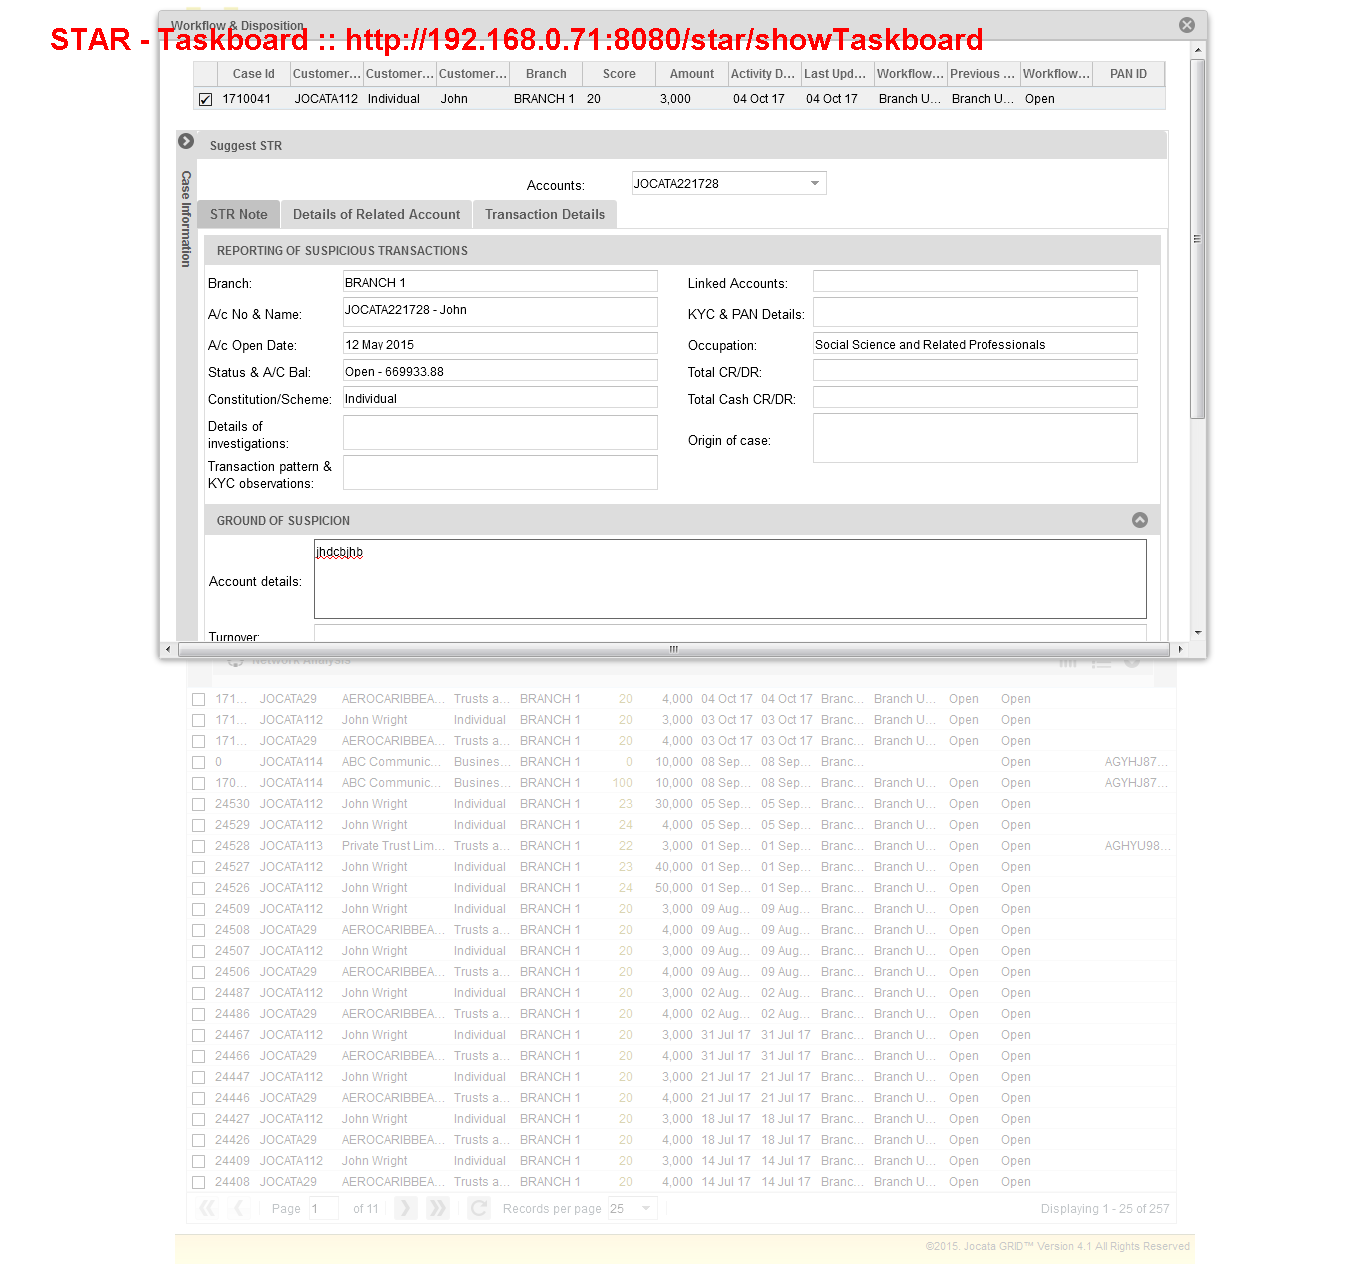 Workflow & Disposition
STAR - Taskboard :: http://192.168.0.71:8080/star/showTaskboard
Case Id Customer... Customer... Customer... Branch Score Amount Activity D... Last Upd... Workflow... Previous ... Workflow... PAN ID
1710041 JOCATA112 Individual John BRANCH 1 20 3,000 04 Oct 17 04 Oct 17 Branch U... Branch U... Open
Case Information
Suggest STR
Accounts: JOCATA221728
STR Note Details of Related Account Transaction Details
REPORTING OF SUSPICIOUS TRANSACTIONS
Branch: BRANCH 1 Linked Accounts:
A/c No & Name: JOCATA221728 - John KYC & PAN Details:
A/c Open Date: 12 May 2015 Occupation: Social Science and Related Professionals
Status & A/C Bal: Open - 669933.88 Total CR/DR:
Constitution/Scheme: Individual Total Cash CR/DR:
Details of
investigations: Origin of case:
Transaction pattern &
KYC observations:
GROUND OF SUSPICION
jhdcbjhb
Account details:
Turnover:
Network Analysis
171... JOCATA29 AEROCARIBBEA... Trusts a... BRANCH 1 20 4,000 04 Oct 17 04 Oct 17 Branc... Branch U... Open Open
171... JOCATA112 John Wright Individual BRANCH 1 20 3,000 03 Oct 17 03 Oct 17 Branc... Branch U... Open Open
171... JOCATA29 AEROCARIBBEA... Trusts a... BRANCH 1 20 4,000 03 Oct 17 03 Oct 17 Branc... Branch U... Open Open
0 JOCATA114 ABC Communic... Busines... BRANCH 1 0 10,000 08 Sep... 08 Sep... Branc... Open AGYHJ87...
170... JOCATA114 ABC Communic... Busines... BRANCH 1 100 10,000 08 Sep... 08 Sep... Branc... Branch U... Open Open AGYHJ87...
24530 JOCATA112 John Wright Individual BRANCH 1 23 30,000 05 Sep... 05 Sep... Branc... Branch U... Open Open
24529 JOCATA112 John Wright Individual BRANCH 1 24 4,000 05 Sep... 05 Sep... Branc... Branch U... Open Open
24528 JOCATA113 Private Trust Lim... Trusts a... BRANCH 1 22 3,000 01 Sep... 01 Sep... Branc... Branch U... Open Open AGHYU98...
24527 JOCATA112 John Wright Individual BRANCH 1 23 40,000 01 Sep... 01 Sep... Branc... Branch U... Open Open
24526 JOCATA112 John Wright Individual BRANCH 1 24 50,000 01 Sep... 01 Sep... Branc... Branch U... Open Open
24509 JOCATA112 John Wright Individual BRANCH 1 20 3,000 09 Aug... 09 Aug... Branc... Branch U... Open Open
24508 JOCATA29 AEROCARIBBEA... Trusts a... BRANCH 1 20 4,000 09 Aug... 09 Aug... Branc... Branch U... Open Open
24507 JOCATA112 John Wright Individual BRANCH 1 20 3,000 09 Aug... 09 Aug... Branc... Branch U... Open Open
24506 JOCATA29 AEROCARIBBEA... Trusts a... BRANCH 1 20 4,000 09 Aug... 09 Aug... Branc... Branch U... Open Open
24487 JOCATA112 John Wright Individual BRANCH 1 20 3,000 02 Aug... 02 Aug... Branc... Branch U... Open Open
24486 JOCATA29 AEROCARIBBEA... Trusts a... BRANCH 1 20 4,000 02 Aug... 02 Aug... Branc... Branch U... Open Open
24467 JOCATA112 John Wright Individual BRANCH 1 20 3,000 31 Jul 17 31 Jul 17 Branc... Branch U... Open Open
24466 JOCATA29 AEROCARIBBEA... Trusts a... BRANCH 1 20 4,000 31 Jul 17 31 Jul 17 Branc... Branch U... Open Open
24447 JOCATA112 John Wright Individual BRANCH 1 20 3,000 21 Jul 17 21 Jul 17 Branc... Branch U... Open Open
24446 JOCATA29 AEROCARIBBEA... Trusts a... BRANCH 1 20 4,000 21 Jul 17 21 Jul 17 Branc... Branch U... Open Open
24427 JOCATA112 John Wright Individual BRANCH 1 20 3,000 18 Jul 17 18 Jul 17 Branc... Branch U... Open Open
24426 JOCATA29 AEROCARIBBEA... Trusts a... BRANCH 1 20 4,000 18 Jul 17 18 Jul 17 Branc... Branch U... Open Open
24409 JOCATA112 John Wright Individual BRANCH 1 20 3,000 14 Jul 17 14 Jul 17 Branc... Branch U... Open Open
24408 JOCATA29 AEROCARIBBEA... Trusts a... BRANCH 1 20 4,000 14 Jul 17 14 Jul 17 Branc... Branch U... Open Open
Page 1 of 11 Records per page 25 Displaying 1 - 25 of 257
©2015. Jocata GRID™ Version 4.1 All Rights Reserved